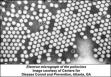 Electron micrograph of the poliovirus
Image courtesy of Centers for
Disease Control and Prevention, Atlanta, GA